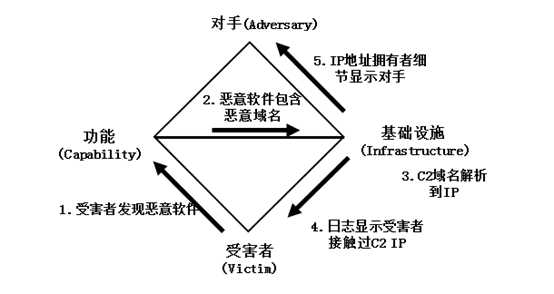 对手(Adversary)
5.IP地址拥有者细
节显示对手
2.恶意软件包含
恶意域名
功能
(Capability)
基础设施
(Infrastructure)
3.C2域名解析
到IP
1.受害者发现恶意软件
4.日志显示受害者
接触过C2 IP
受害者
(Victim)